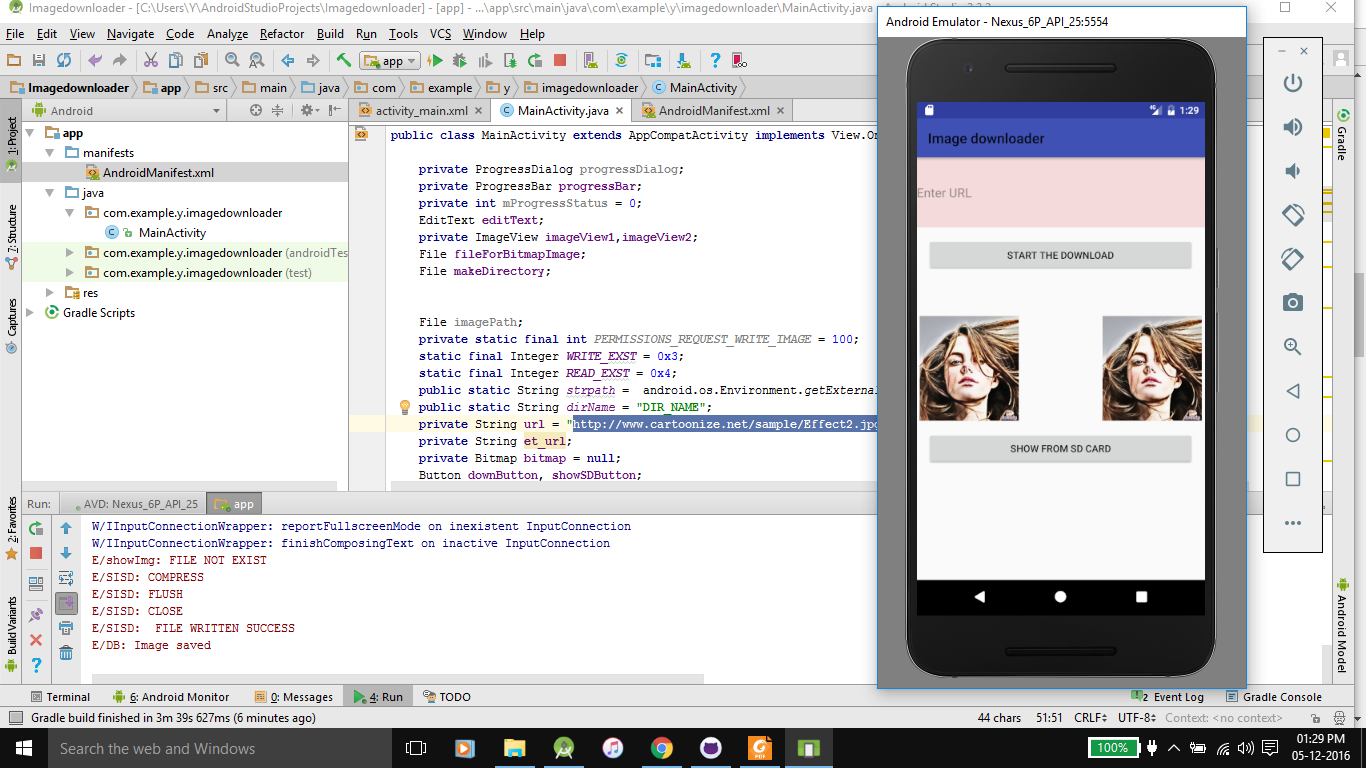 Imagedownloader - [C:\Users\Y\AndroidStudioProjects\Imagedownloader] - [app] - ...\app\src\main\java\com\example\y\imagedownloader\MainActivity.java
File Edit View Navigate Code Analyze Refactor Build Run Tools VCS Window Help
app
Imagedownloader app src main java com example y imagedownloader MainActivity
Android
activity_main.xml MainActivity.java AndroidManifest.xml
1: Project
7: Structure
Captures
2: Favorites
Build Variants
app
manifests
AndroidManifest.xml
java
com.example.y.imagedownloader
MainActivity
com.example.y.imagedownloader (androidTes
com.example.y.imagedownloader (test)
res
Gradle Scripts
public class MainActivity extends AppCompatActivity implements View.On
private ProgressDialog progressDialog;
private ProgressBar progressBar;
private int mProgressStatus = 0;
EditText editText;
private ImageView imageView1,imageView2;
File fileForBitmapImage;
File makeDirectory;
File imagePath;
private static final int PERMISSIONS_REQUEST_WRITE_IMAGE = 100;
static final Integer WRITE_EXST = 0x3;
static final Integer READ_EXST = 0x4;
public static String strpath = android.os.Environment.getExternal
public static String dirName = "DIR_NAME";
private String url = "http://www.cartoonize.net/sample/Effect2.jpg
private String et_url;
private Bitmap bitmap = null;
Button downButton, showSDButton;
Android Emulator - Nexus_6P_API_25:5554
1:29
Image downloader
Enter URL
START THE DOWNLOAD
SHOW FROM SD CARD
Gradle
Android Model
Run: AVD: Nexus_6P_API_25 app
W/IInputConnectionWrapper: reportFullscreenMode on inexistent InputConnection
W/IInputConnectionWrapper: finishComposingText on inactive InputConnection
E/showImg: FILE NOT EXIST
E/SISD: COMPRESS
E/SISD: FLUSH
E/SISD: CLOSE
E/SISD: FILE WRITTEN SUCCESS
E/DB: Image saved
Terminal 6: Android Monitor 0: Messages 4: Run TODO 2 Event Log Gradle Console
Gradle build finished in 3m 39s 627ms (6 minutes ago) 44 chars 51:51 CRLF UTF-8 Context: <no context>
Search the web and Windows
PDF
100%
01:29 PM
05-12-2016